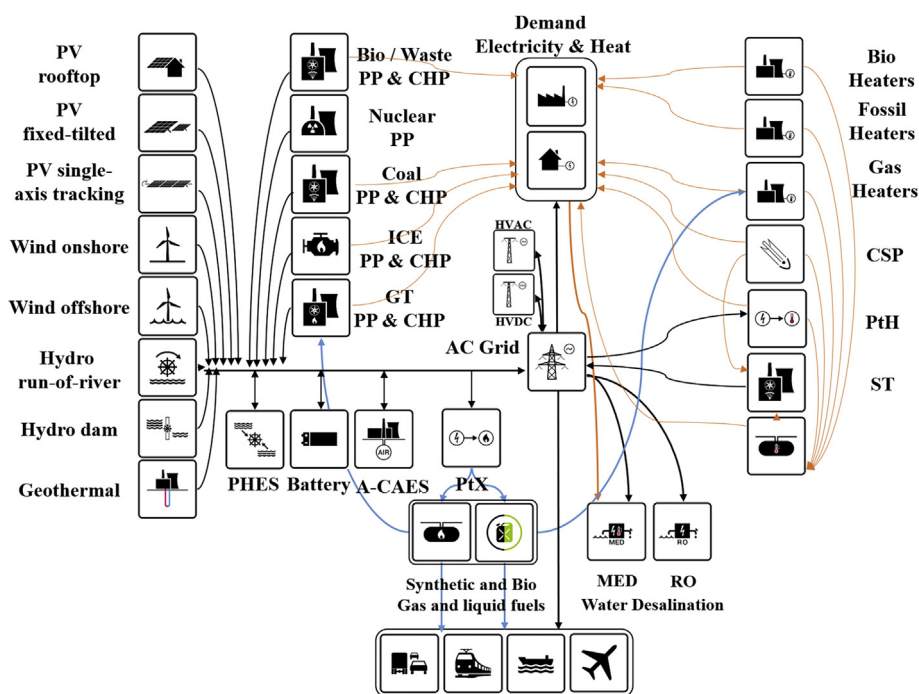 PV
rooftop
PV
fixed-tilted
PV single-
axis tracking
Wind onshore
Wind offshore
Hydro
run-of-river
Hydro dam
Geothermal
Bio / Waste
PP & CHP
Nuclear
PP
Coal
PP & CHP
ICE
PP & CHP
GT
PP & CHP
Demand
Electricity & Heat
HVAC
HVDC
AC Grid
Bio
Heaters
Fossil
Heaters
Gas
Heaters
CSP
PtH
ST
PHES
Battery
AIR
A-CAES
PtX
Synthetic and Bio
Gas and liquid fuels
MED
RO
MED
RO
Water Desalination